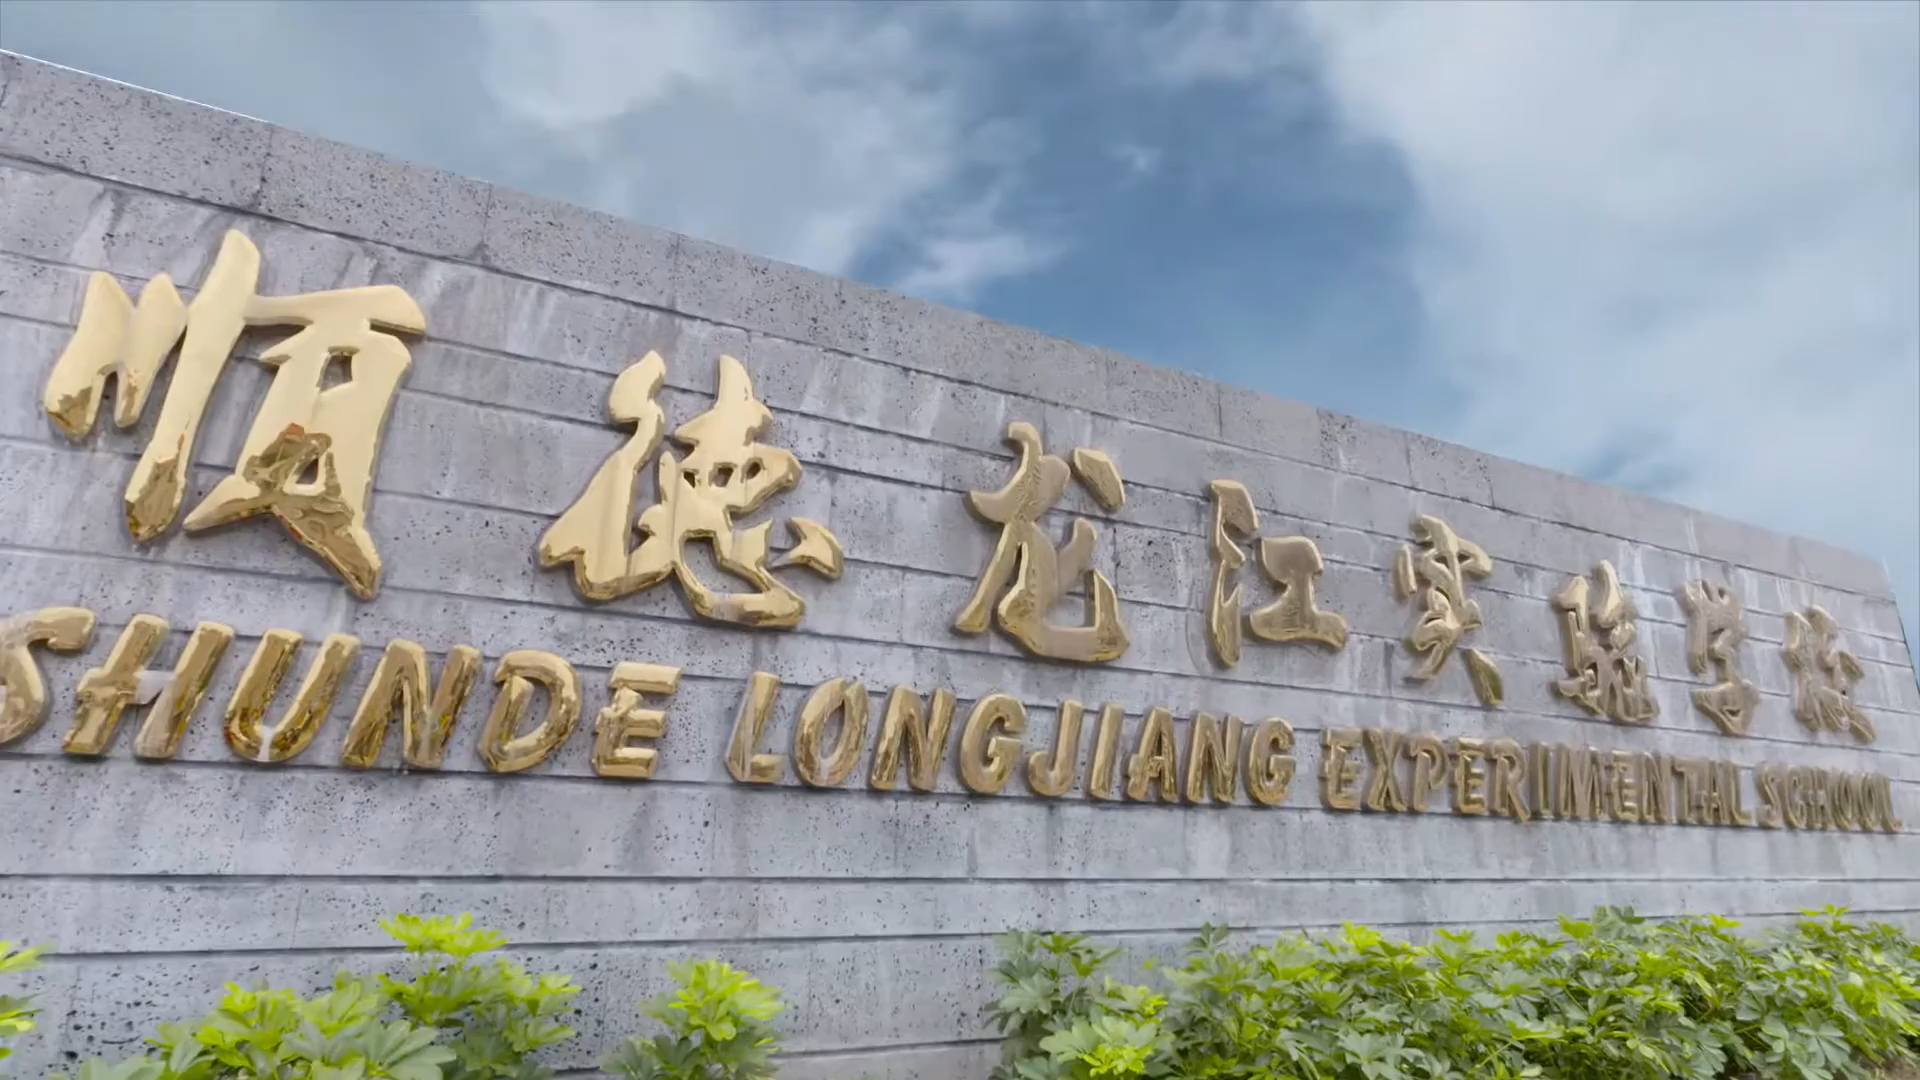 顺德龙江实验学校
SHUNDE LONGJIANG EXPERIMENTAL SCHOOL